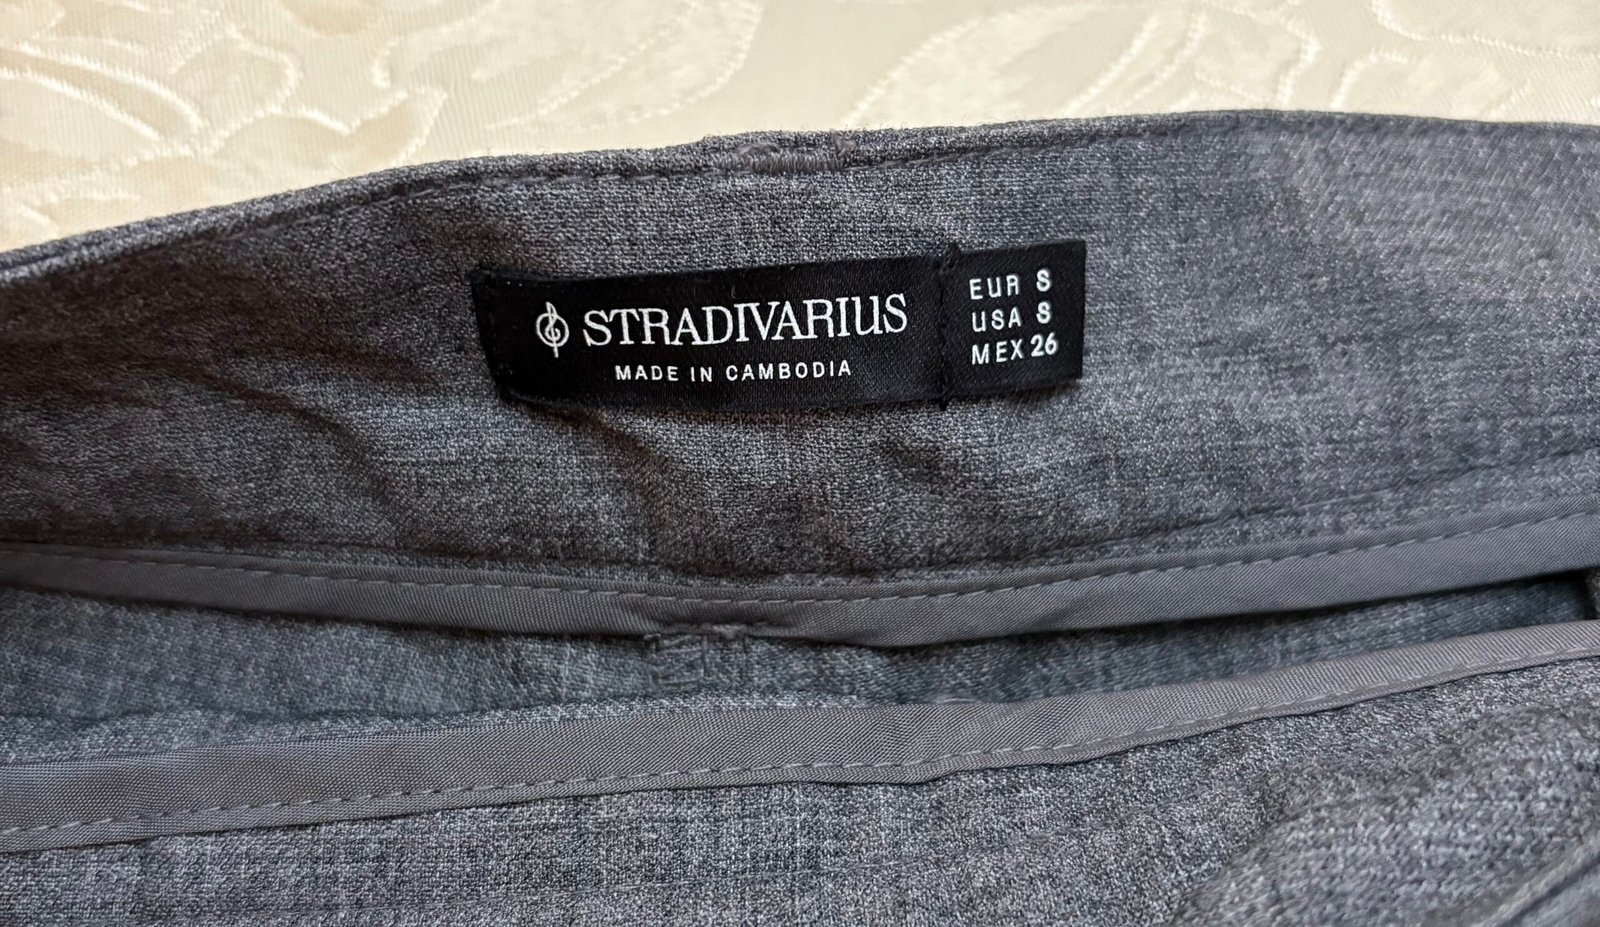 STRADIVARIUS
MADE IN CAMBODIA
EUR S
USA S
MEX 26